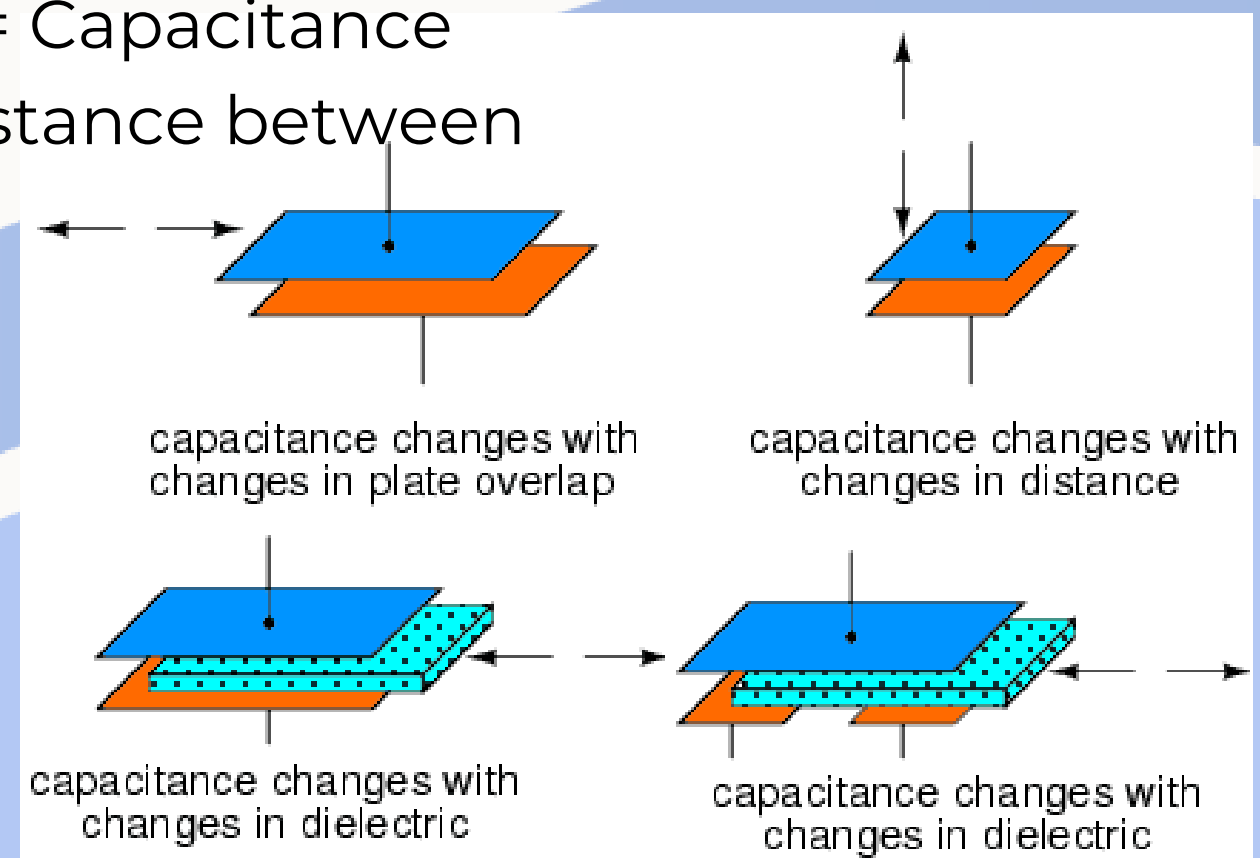 = Capacitance
stance between
capacitance changes with
changes in plate overlap
capacitance changes with
changes in distance
capacitance changes with
changes in dielectric
capacitance changes with
changes in dielectric